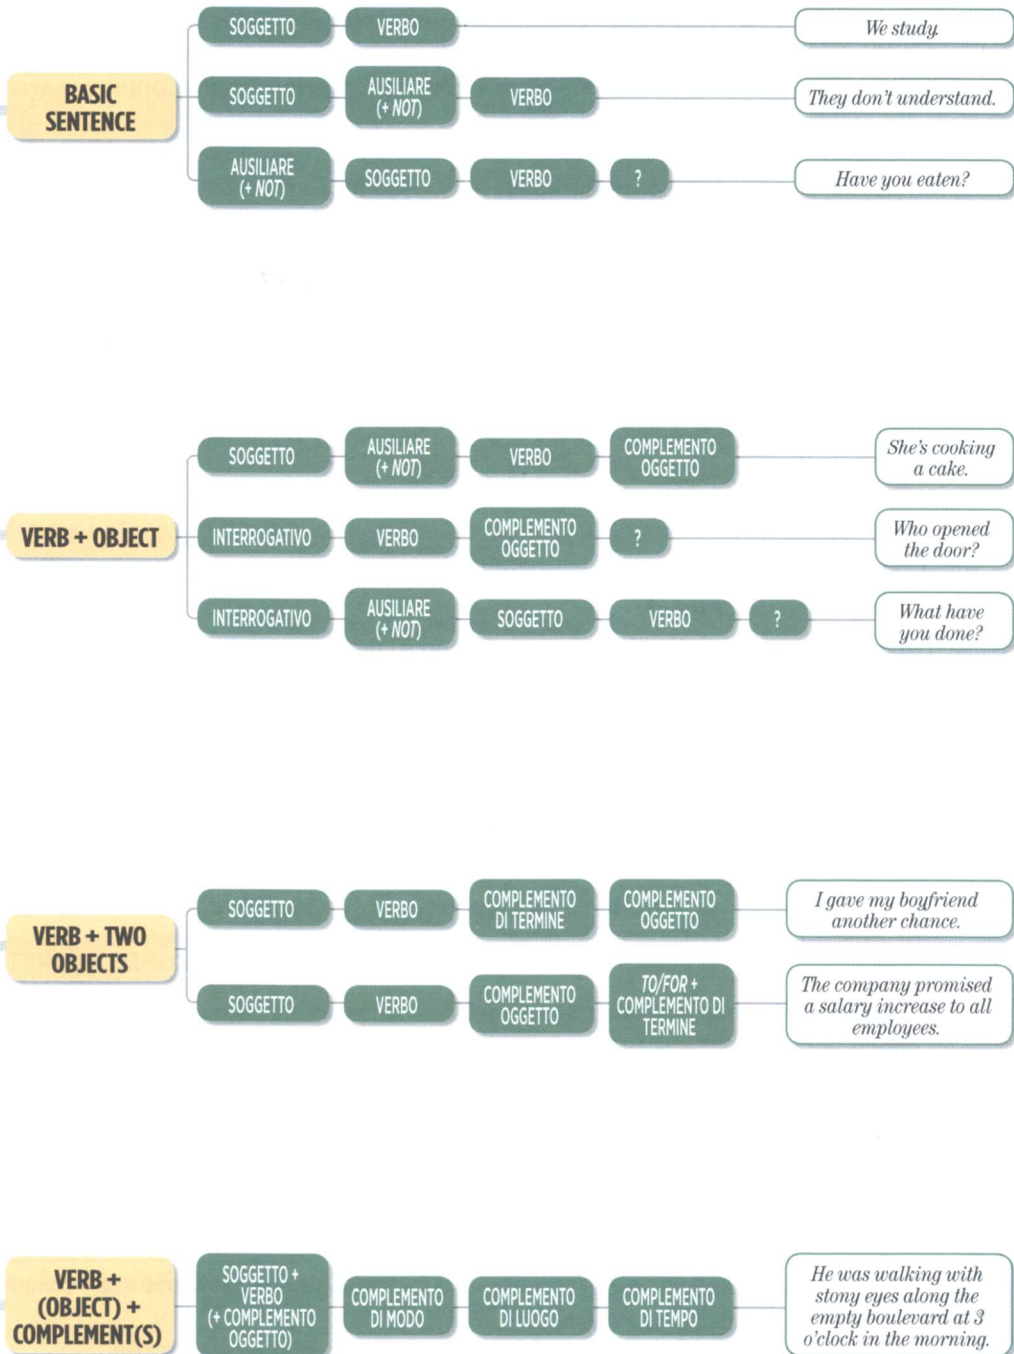 SOGGETTO VERBO We study.
BASIC
SENTENCE
SOGGETTO AUSILIARE
(+ NOT) VERBO They don't understand.
AUSILIARE
(+ NOT) SOGGETTO VERBO ? Have you eaten?
SOGGETTO AUSILIARE
(+ NOT) VERBO COMPLEMENTO
OGGETTO She's cooking
a cake.
VERB + OBJECT
INTERROGATIVO VERBO COMPLEMENTO
OGGETTO ? Who opened
the door?
INTERROGATIVO AUSILIARE
(+ NOT) SOGGETTO VERBO ? What have
you done?
VERB + TWO
OBJECTS
SOGGETTO VERBO COMPLEMENTO
DI TERMINE COMPLEMENTO
OGGETTO I gave my boyfriend
another chance.
SOGGETTO VERBO COMPLEMENTO
OGGETTO TO/FOR +
COMPLEMENTO DI
TERMINE The company promised
a salary increase to all
employees.
VERB +
(OBJECT) +
COMPLEMENT(S)
SOGGETTO +
VERBO
(+ COMPLEMENTO
OGGETTO)
COMPLEMENTO
DI MODO
COMPLEMENTO
DI LUOGO
COMPLEMENTO
DI TEMPO
He was walking with
stony eyes along the
empty boulevard at 3
o'clock in the morning.